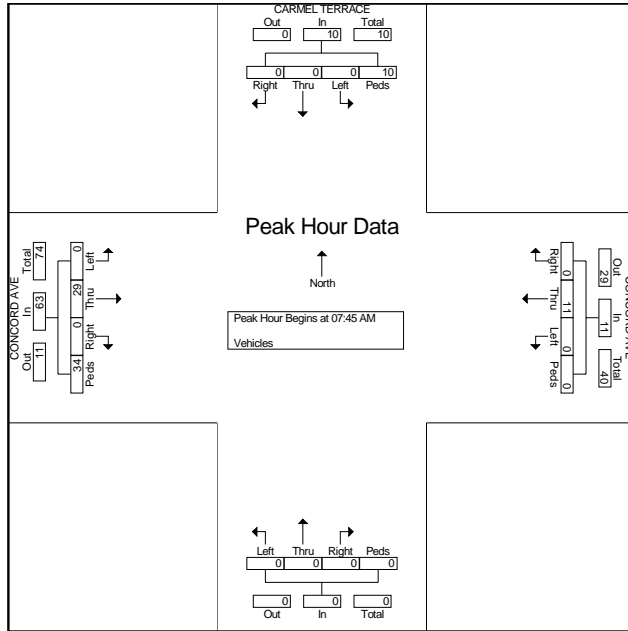 CARMEL TERRACE
Out In Total
0 10 10
0 0 0 10
Right Thru Left Peds
Peak Hour Data
North
Peak Hour Begins at 07:45 AM
Vehicles
CONCORD AVE
Total In Out
74 63 11
0 29 0 34
Left Thru Right Peds
CONCORD AVE
Out In Total
29 11 40
0 11 0 0
Right Thru Left Peds
Left Thru Right Peds
0 0 0 0
0 0 0
Out In Total